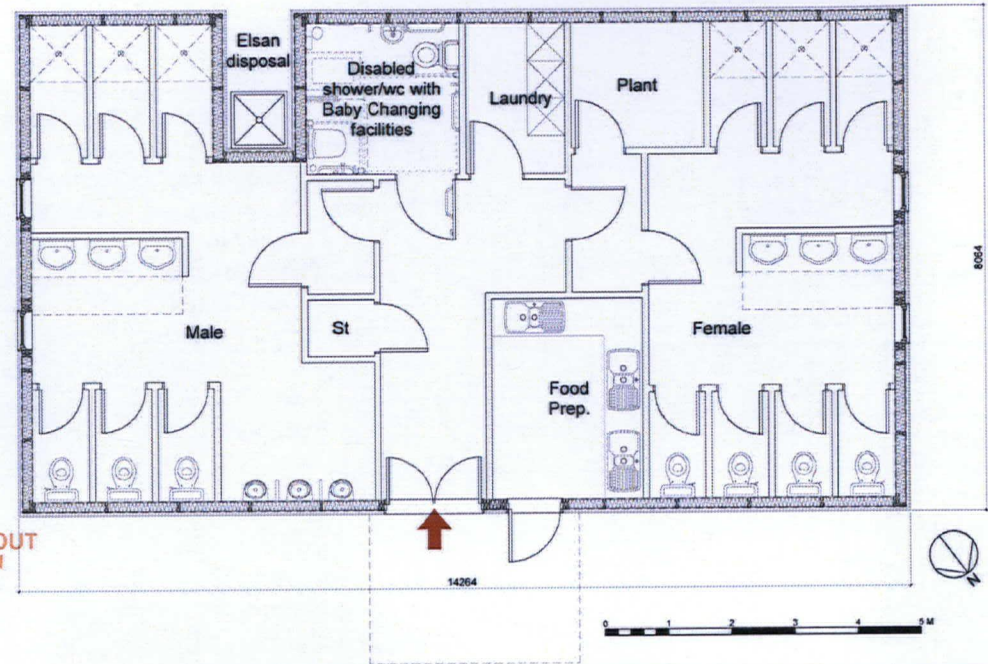 Elsan
disposal
Disabled
shower/wc with
Baby Changing
facilities
Laundry
Plant
Male
St
Female
Food
Prep.
8064
OUT
14264
N
0 1 2 3 4 5 M